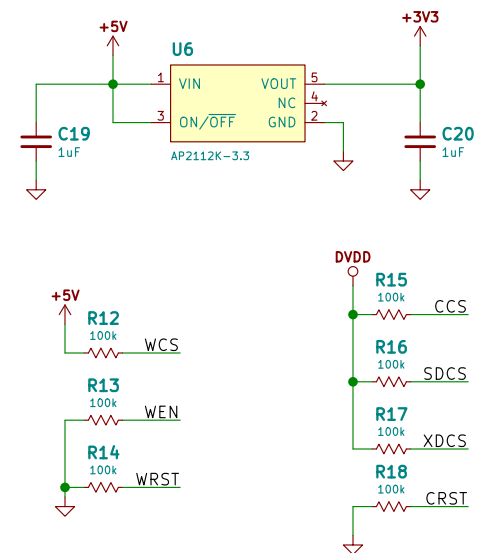 +5V
+3V3
U6
1 VIN VOUT 5
NC 4
3 ON/OFF GND 2
AP2112K-3.3
C19
1uF
C20
1uF
+5V
R12
100k
WCS
R13
100k
WEN
R14
100k
WRST
DVDD
R15
100k
CCS
R16
100k
SDCS
R17
100k
XDCS
R18
100k
CRST